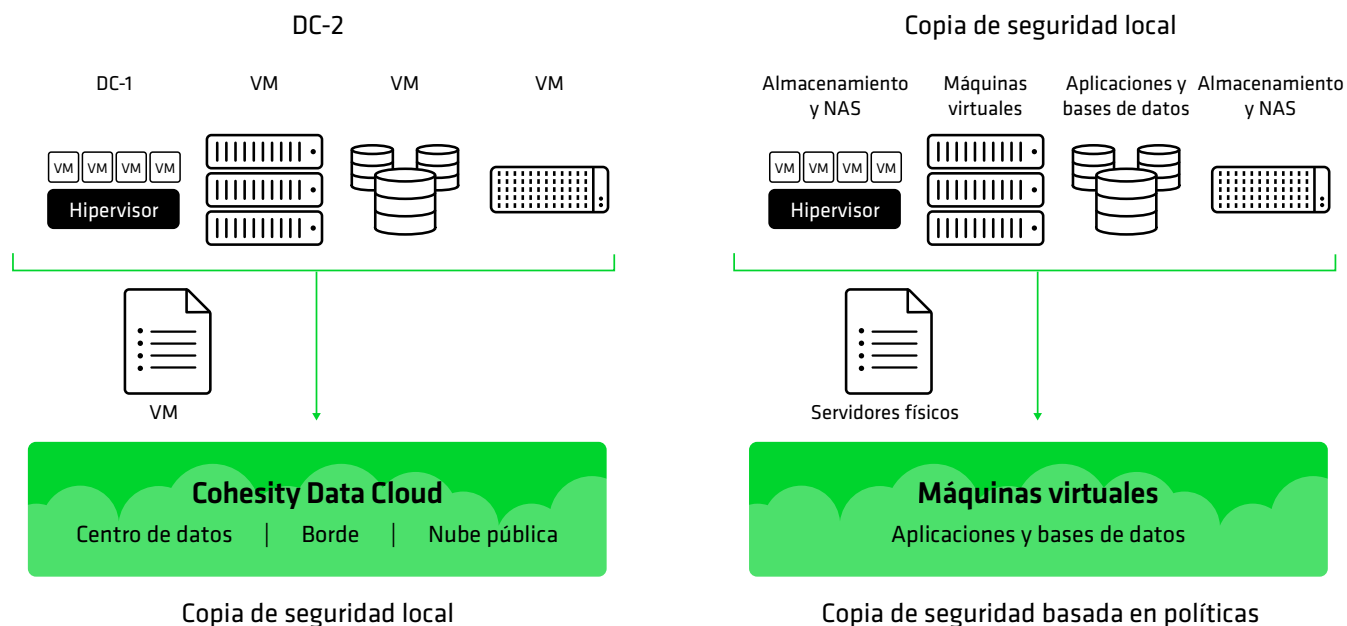 DC-2
DC-1
VM
VM
VM
VM VM VM VM
Hipervisor
VM
Cohesity Data Cloud
Centro de datos | Borde | Nube pública
Copia de seguridad local
Copia de seguridad local
Almacenamiento
y NAS
Máquinas
virtuales
Aplicaciones y
bases de datos
Almacenamiento
y NAS
VM VM VM VM
Hipervisor
Servidores físicos
Máquinas virtuales
Aplicaciones y bases de datos
Copia de seguridad basada en políticas